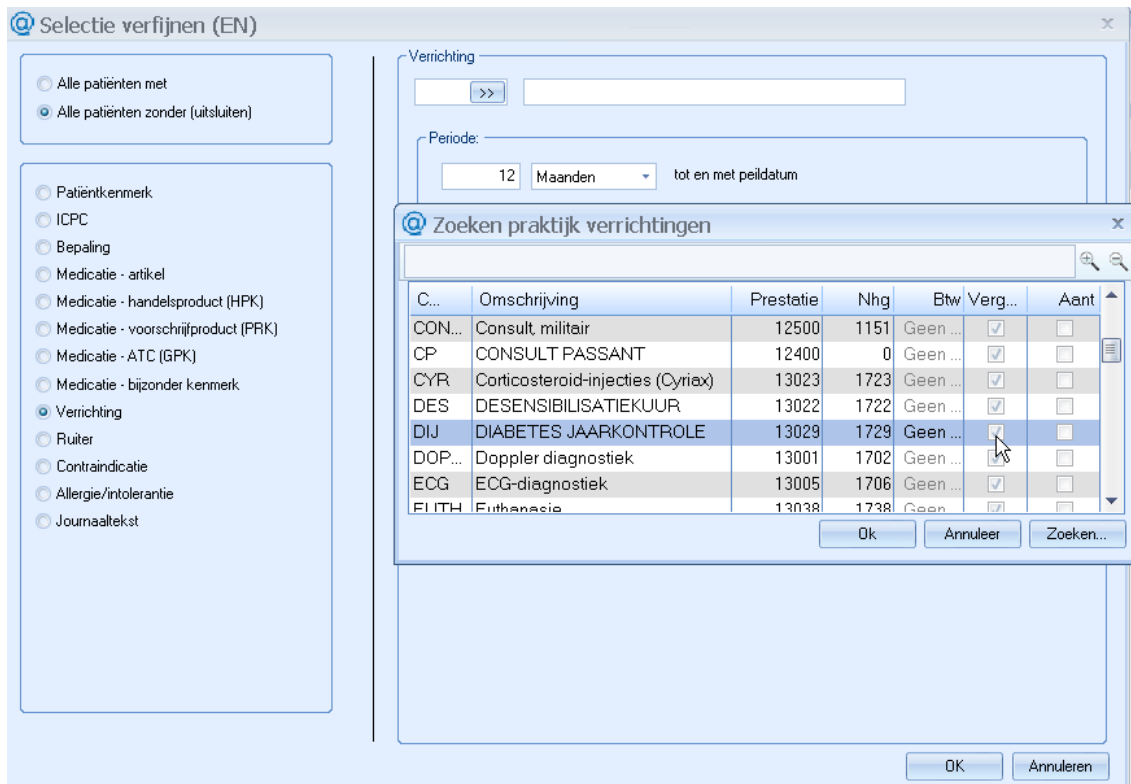 Selectie verfijnen (EN)
Alle patiënten met
Alle patiënten zonder (uitsluiten)
Patiëntkenmerk
ICPC
Bepaling
Medicatie - artikel
Medicatie - handelsproduct (HPK)
Medicatie - voorschrijfproduct (PRK)
Medicatie - ATC (GPK)
Medicatie - bijzonder kenmerk
Verrichting
Ruiter
Contraindicatie
Allergie/intolerantie
Journaaltekst
Verrichting
>>
Periode:
12 Maanden tot en met peildatum
Zoeken praktijk verrichtingen
C... Omschrijving Prestatie Nhg Btw Verg... Aant
CON... Consult, militair 12500 1151 Geen ...
CP CONSULT PASSANT 12400 0 Geen ...
CYR Corticosteroid-injecties (Cyriax) 13023 1723 Geen ...
DES DESENSIBILISATIEKUUR 13022 1722 Geen ...
DIJ DIABETES JAARKONTROLE 13029 1729 Geen ...
DOP... Doppler diagnostiek 13001 1702 Geen ...
ECG ECG-diagnostiek 13005 1706 Geen ...
EUTH Euthanasie 13038 1738 Geen ...
Ok Annuleer Zoeken...
OK Annuleren